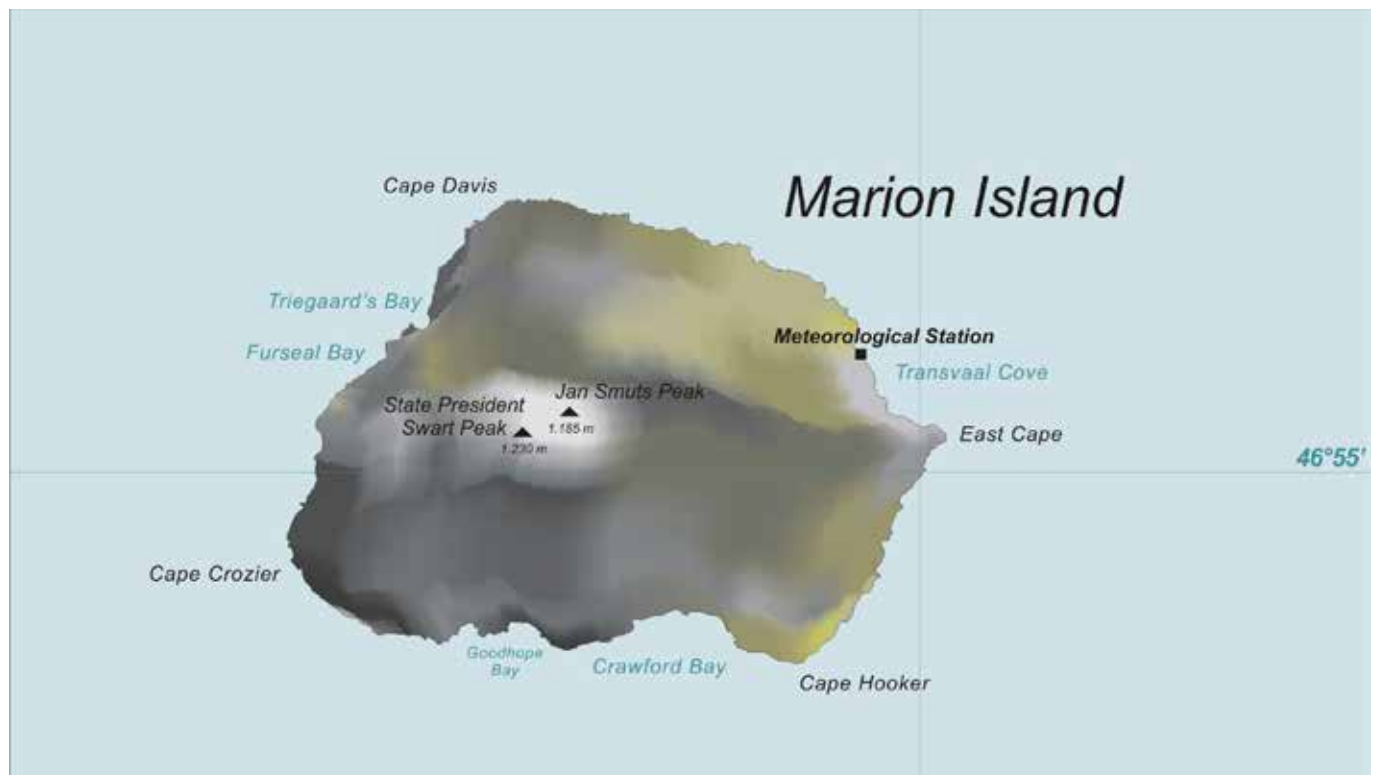 Cape Davis
Marion Island
Triegaard's Bay
Meteorological Station
Furseal Bay
Transvaal Cove
Jan Smuts Peak
1.185 m
State President
Swart Peak
1.230 m
East Cape
46°55'
Cape Crozier
Goodhope
Bay
Crawford Bay
Cape Hooker